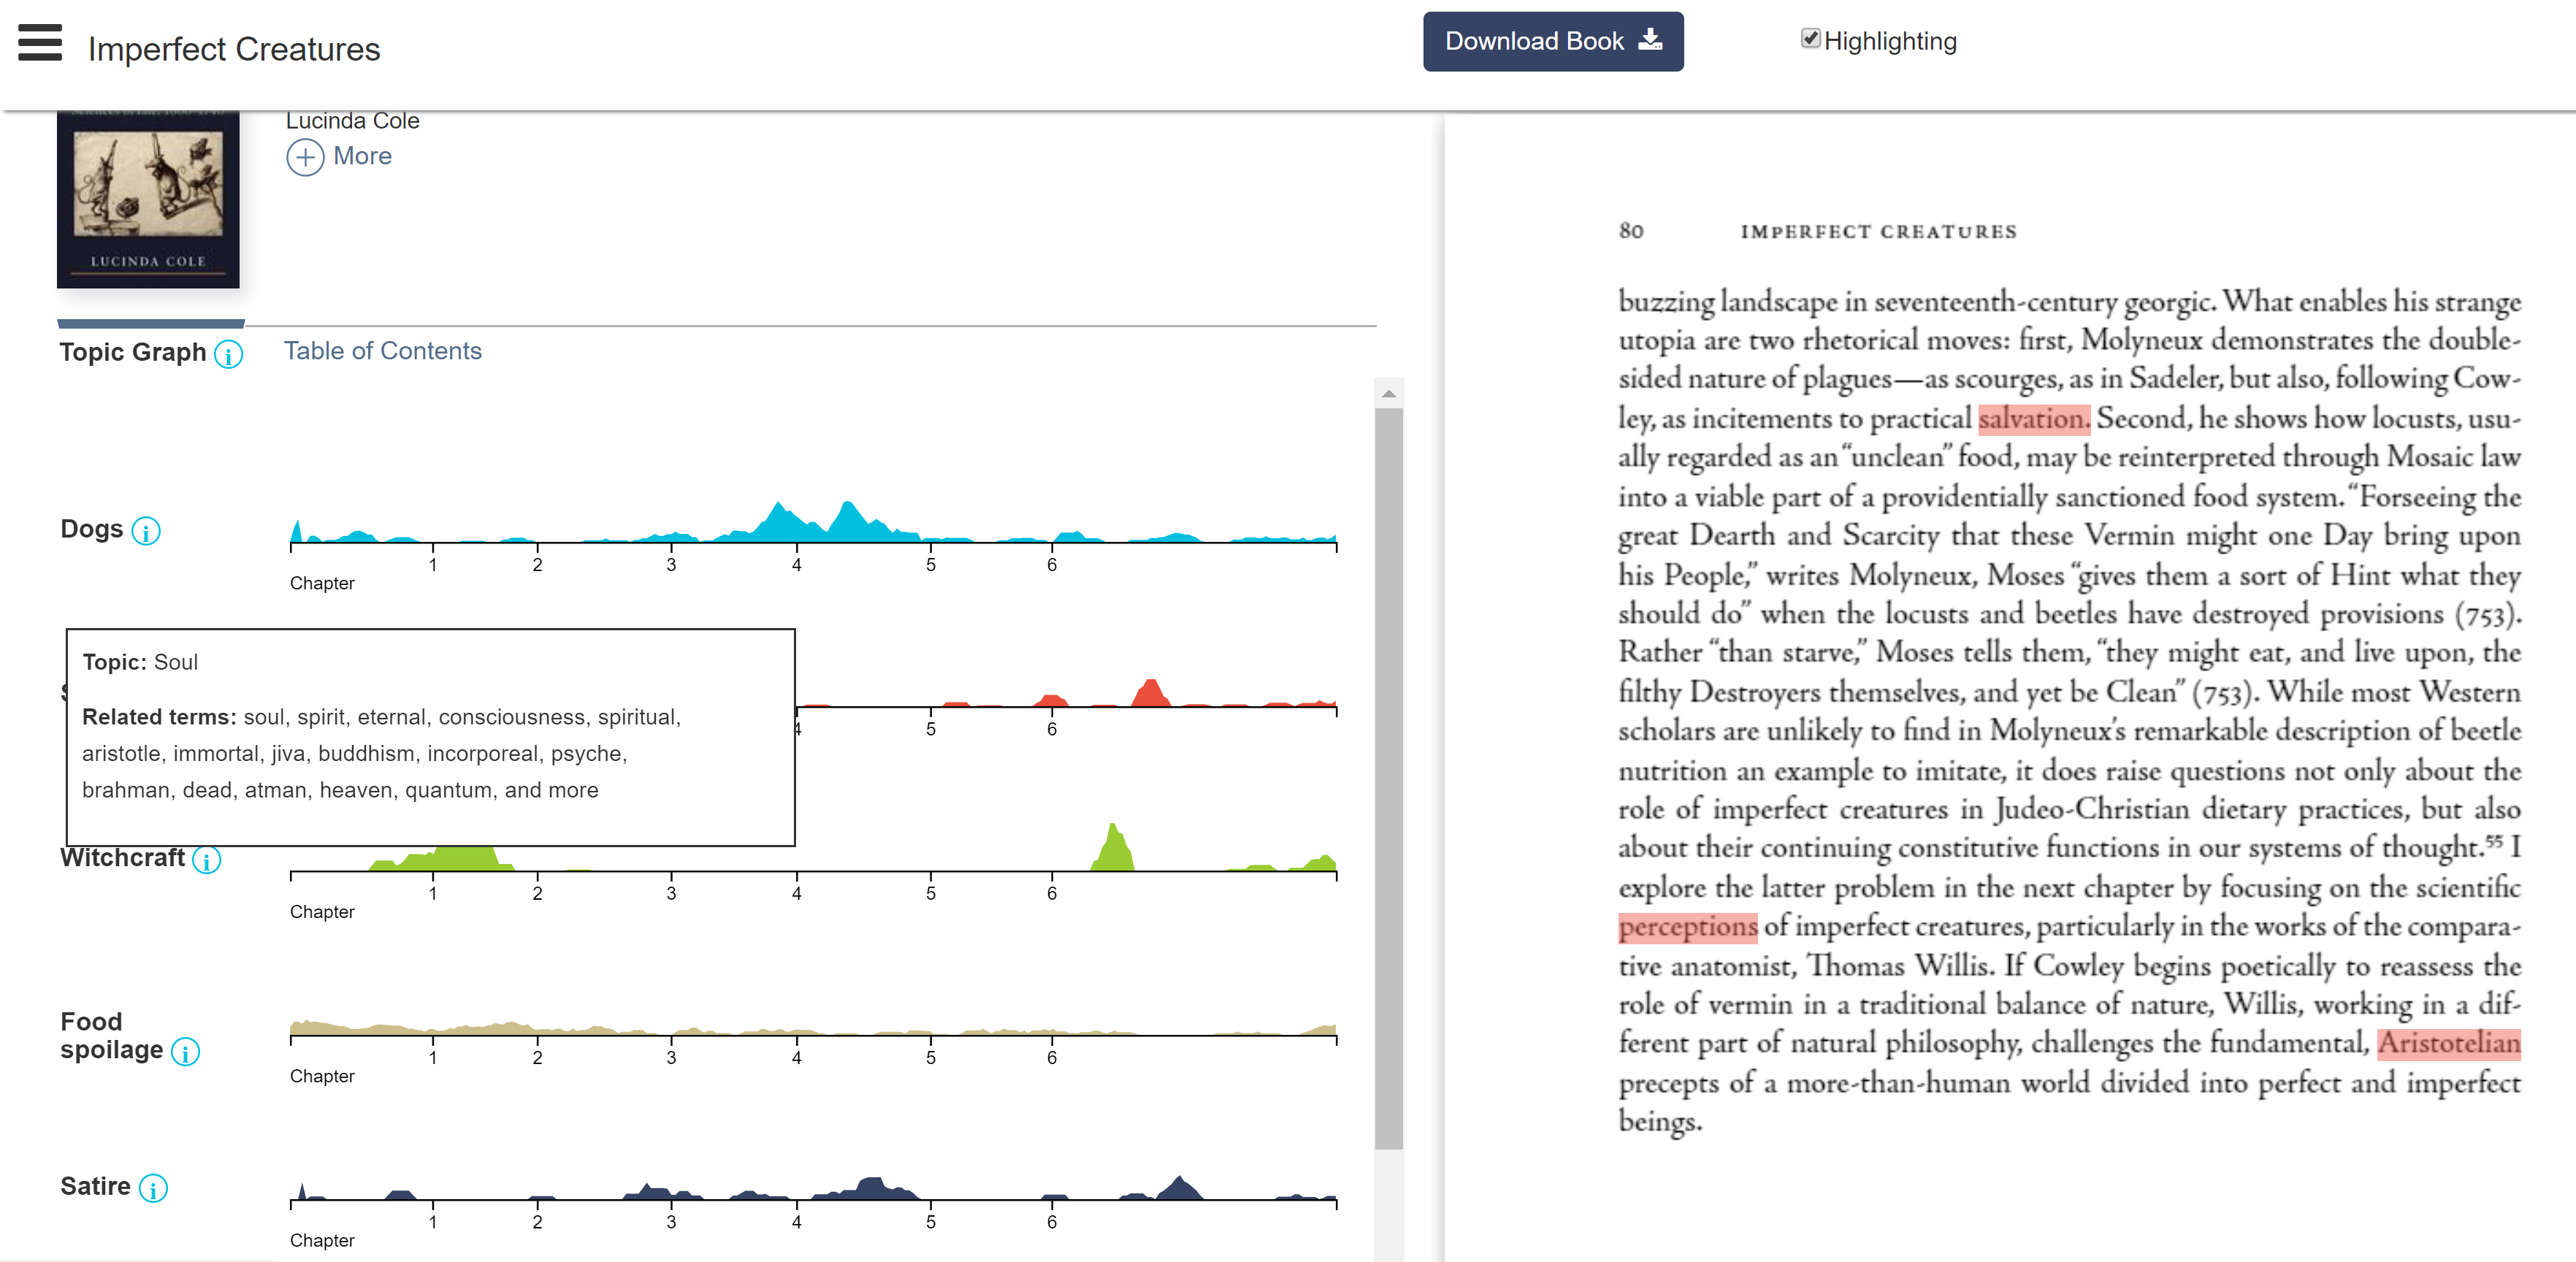 Imperfect Creatures
Download Book
Highlighting
LUCINDA COLE
Lucinda Cole
More
Topic Graph i
Table of Contents
Dogs i
1 2 3 4 5 6
Chapter
Topic: Soul
Related terms: soul, spirit, eternal, consciousness, spiritual,
aristotle, immortal, jiva, buddhism, incorporeal, psyche,
brahman, dead, atman, heaven, quantum, and more
4 5 6
Witchcraft i
1 2 3 4 5 6
Chapter
Food
spoilage i
1 2 3 4 5 6
Chapter
Satire i
1 2 3 4 5 6
Chapter
80 IMPERFECT CREATURES
buzzing landscape in seventeenth-century georgic. What enables his strange
utopia are two rhetorical moves: first, Molyneux demonstrates the double-
sided nature of plagues—as scourges, as in Sadeler, but also, following Cow-
ley, as incitements to practical salvation. Second, he shows how locusts, usu-
ally regarded as an “unclean” food, may be reinterpreted through Mosaic law
into a viable part of a providentially sanctioned food system. “Forseeing the
great Dearth and Scarcity that these Vermin might one Day bring upon
his People,” writes Molyneux, Moses “gives them a sort of Hint what they
should do” when the locusts and beetles have destroyed provisions (753).
Rather “than starve,” Moses tells them, “they might eat, and live upon, the
filthy Destroyers themselves, and yet be Clean” (753). While most Western
scholars are unlikely to find in Molyneux’s remarkable description of beetle
nutrition an example to imitate, it does raise questions not only about the
role of imperfect creatures in Judeo-Christian dietary practices, but also
about their continuing constitutive functions in our systems of thought.55 I
explore the latter problem in the next chapter by focusing on the scientific
perceptions of imperfect creatures, particularly in the works of the compara-
tive anatomist, Thomas Willis. If Cowley begins poetically to reassess the
role of vermin in a traditional balance of nature, Willis, working in a dif-
ferent part of natural philosophy, challenges the fundamental, Aristotelian
precepts of a more-than-human world divided into perfect and imperfect
beings.